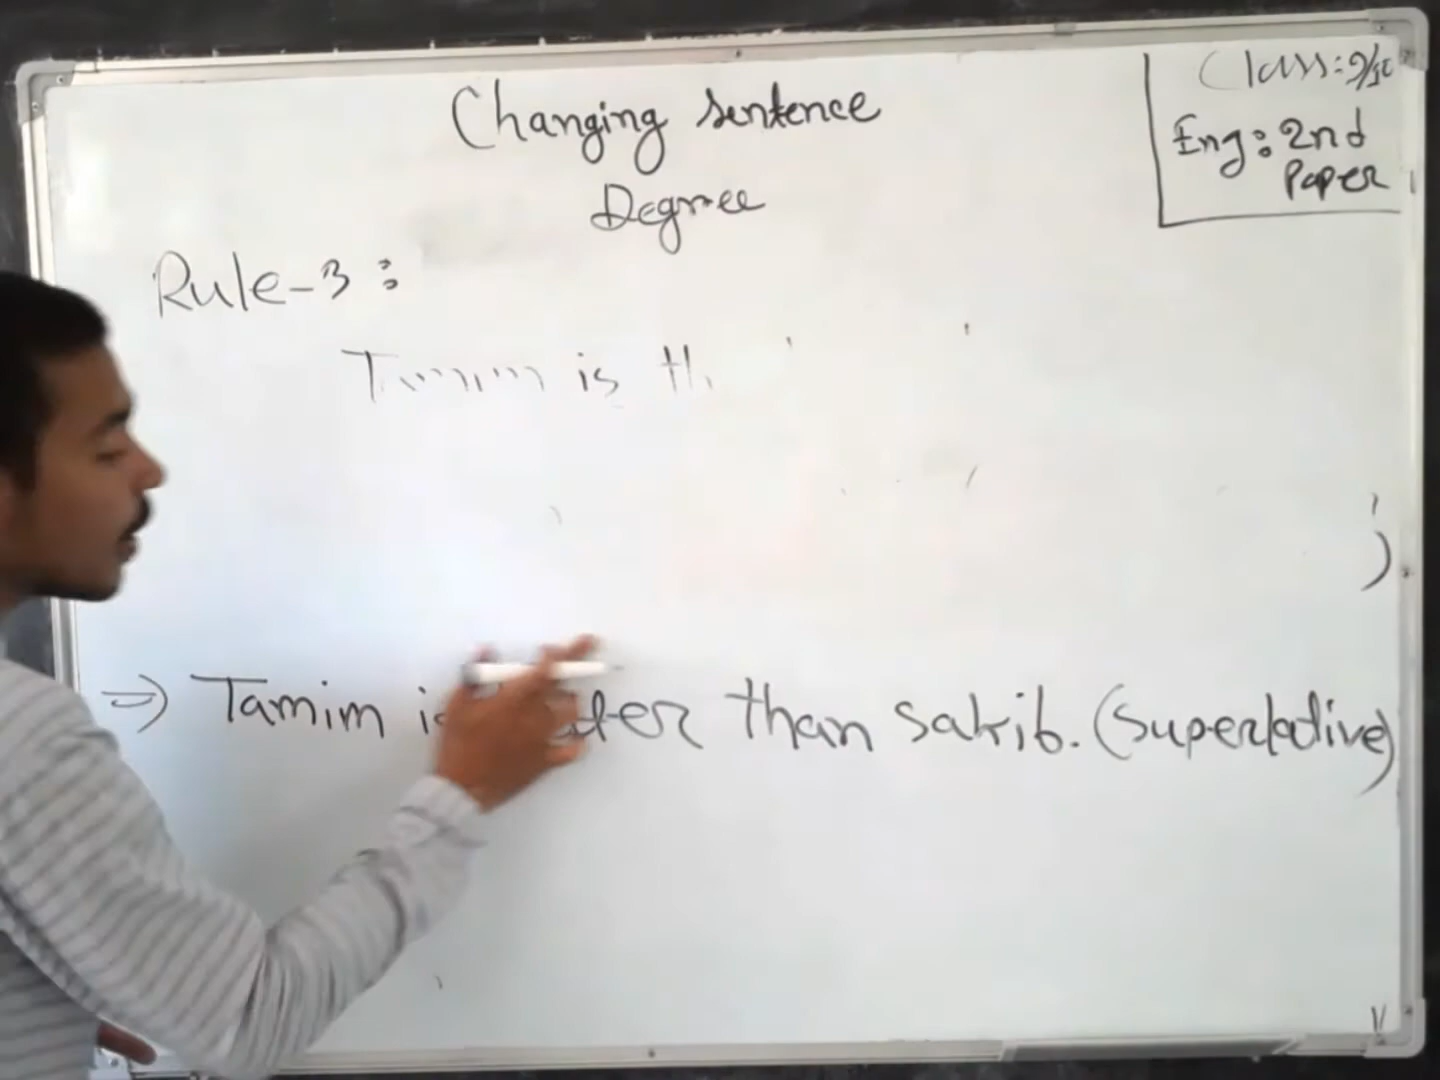 Class: 9/10
Eng: 2nd
Paper
Changing sentence
Degree
Rule-3:
Tamim is th
⇒ Tamim is than sakib. (superlative)